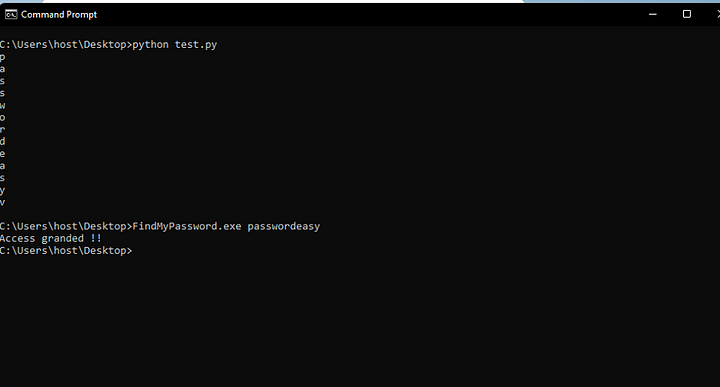 Command Prompt
C:\Users\host\Desktop>python test.py
p
a
s
s
w
o
r
d
e
a
s
y
v
C:\Users\host\Desktop>FindMyPassword.exe passwordeasy
Access granded !!
C:\Users\host\Desktop>